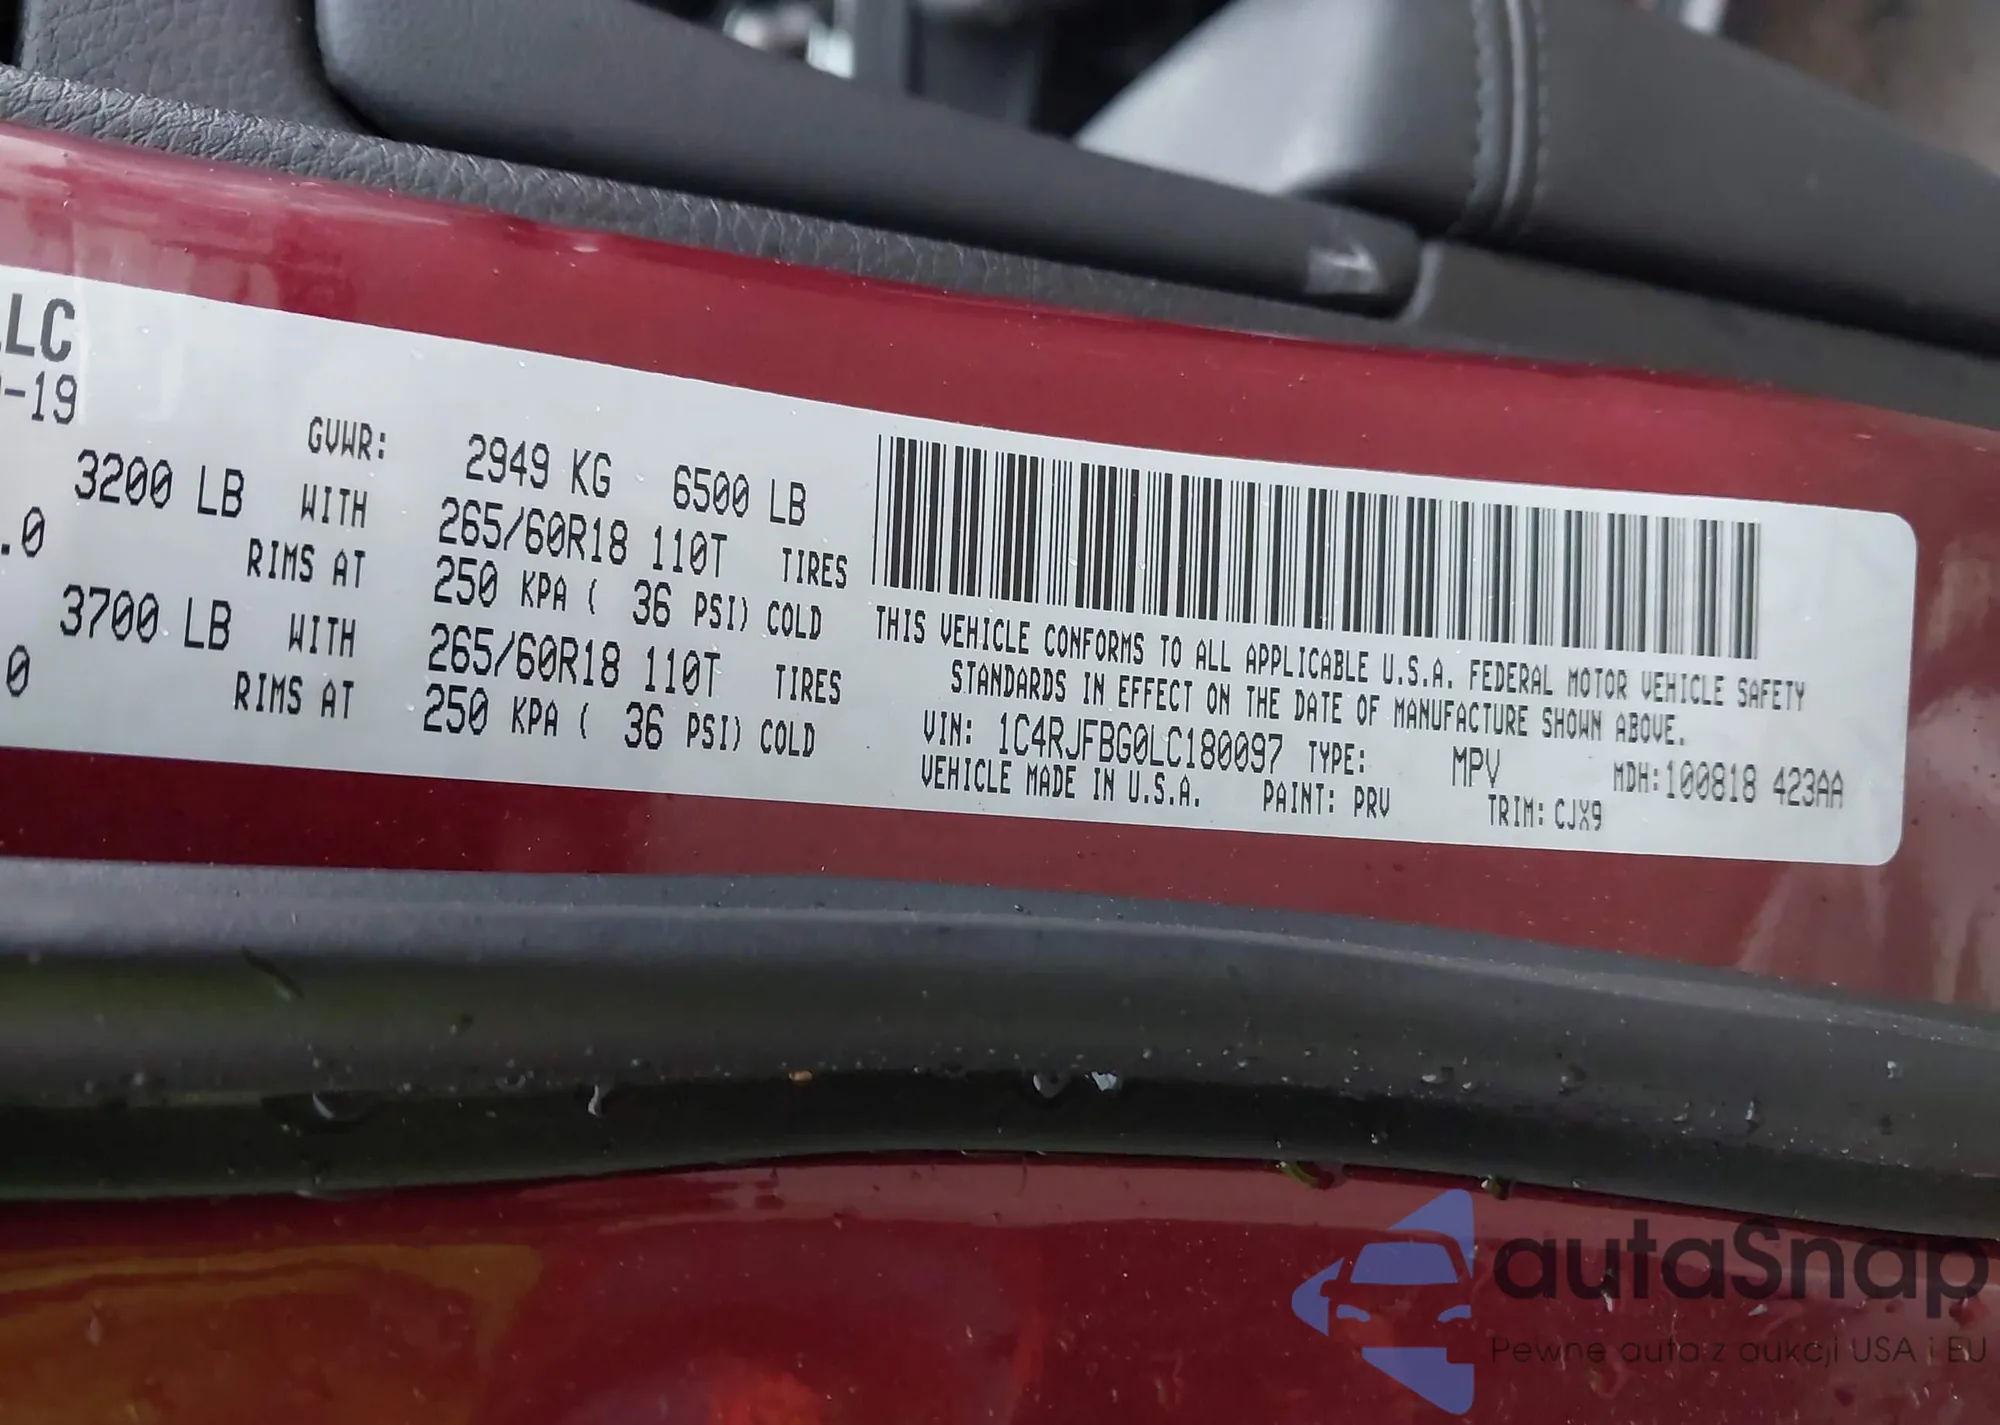 LLC
-19
GVWR: 2949 KG 6500 LB
3200 LB WITH 265/60R18 110T TIRES
.0 RIMS AT 250 KPA ( 36 PSI) COLD
3700 LB WITH 265/60R18 110T TIRES
0 RIMS AT 250 KPA ( 36 PSI) COLD
THIS VEHICLE CONFORMS TO ALL APPLICABLE U.S.A. FEDERAL MOTOR VEHICLE SAFETY
STANDARDS IN EFFECT ON THE DATE OF MANUFACTURE SHOWN ABOVE.
VIN: 1C4RJFBG0LC180097 TYPE: MPV MDH:100818 423AA
VEHICLE MADE IN U.S.A. PAINT: PRV TRIM: CJX9
autaSnap
Pewne auta z aukcji USA i EU